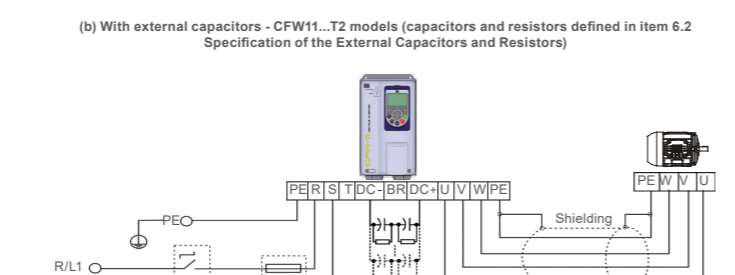 (b) With external capacitors - CFW11...T2 models (capacitors and resistors defined in item 6.2
Specification of the External Capacitors and Resistors)
PE R S T DC- BR DC+ U V W PE
PE W V U
PE
Shielding
R/L1